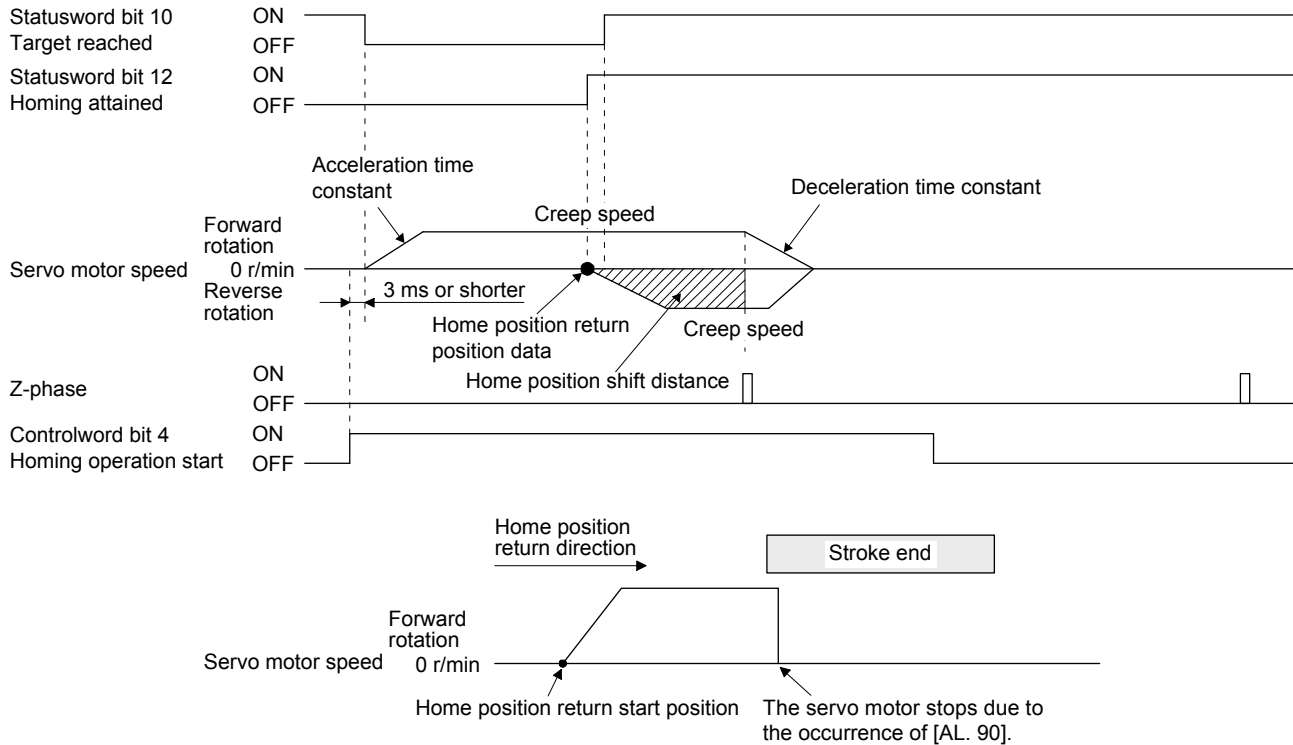 Statusword bit 10 ON
Target reached OFF
Statusword bit 12 ON
Homing attained OFF
Acceleration time
constant
Deceleration time constant
Creep speed
Forward
rotation
Servo motor speed 0 r/min
Reverse
rotation
3 ms or shorter
Home position return
position data
Creep speed
Home position shift distance
Z-phase ON
OFF
Controlword bit 4 ON
Homing operation start OFF
Home position
return direction
Stroke end
Forward
rotation
Servo motor speed 0 r/min
Home position return start position
The servo motor stops due to
the occurrence of [AL. 90].